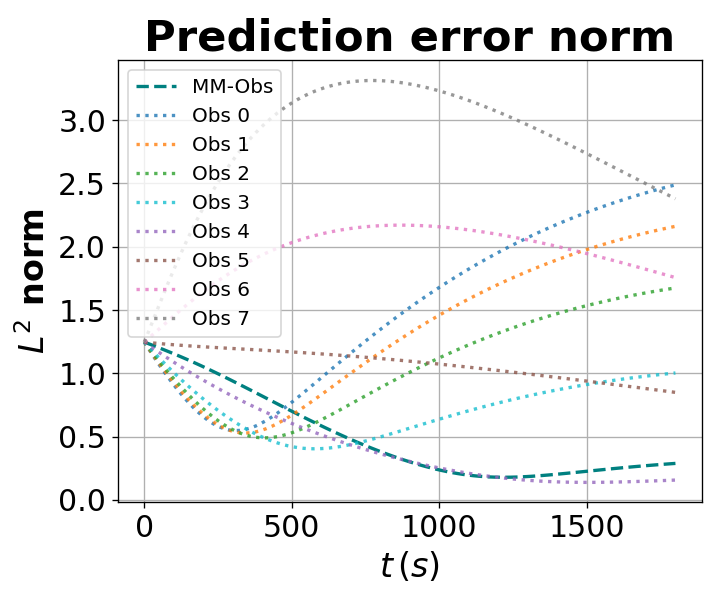 Prediction error norm
L² norm
3.0
2.5
2.0
1.5
1.0
0.5
0.0
MM-Obs
Obs 0
Obs 1
Obs 2
Obs 3
Obs 4
Obs 5
Obs 6
Obs 7
0 500 1000 1500
t (s)